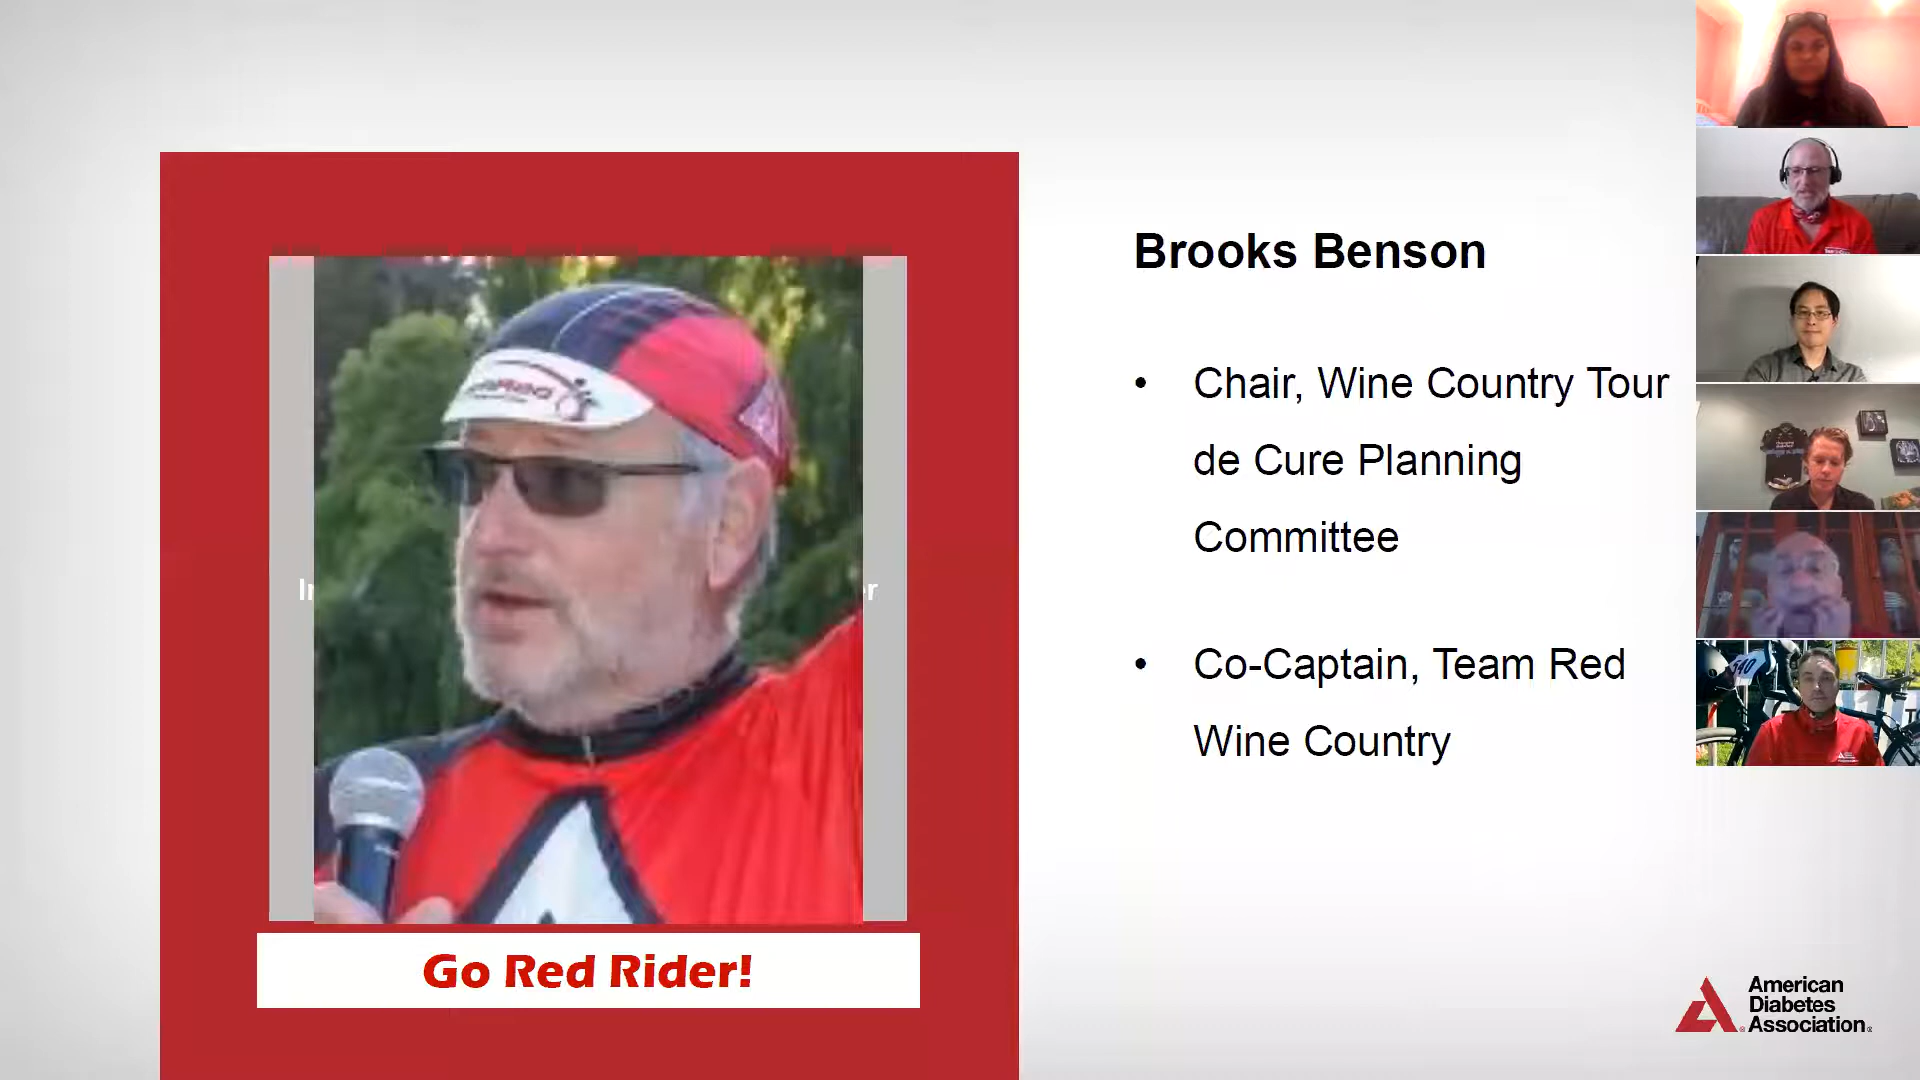 Brooks Benson
• Chair, Wine Country Tour
de Cure Planning
Committee
• Co-Captain, Team Red
Wine Country
Go Red Rider!
540
American
Diabetes
Association